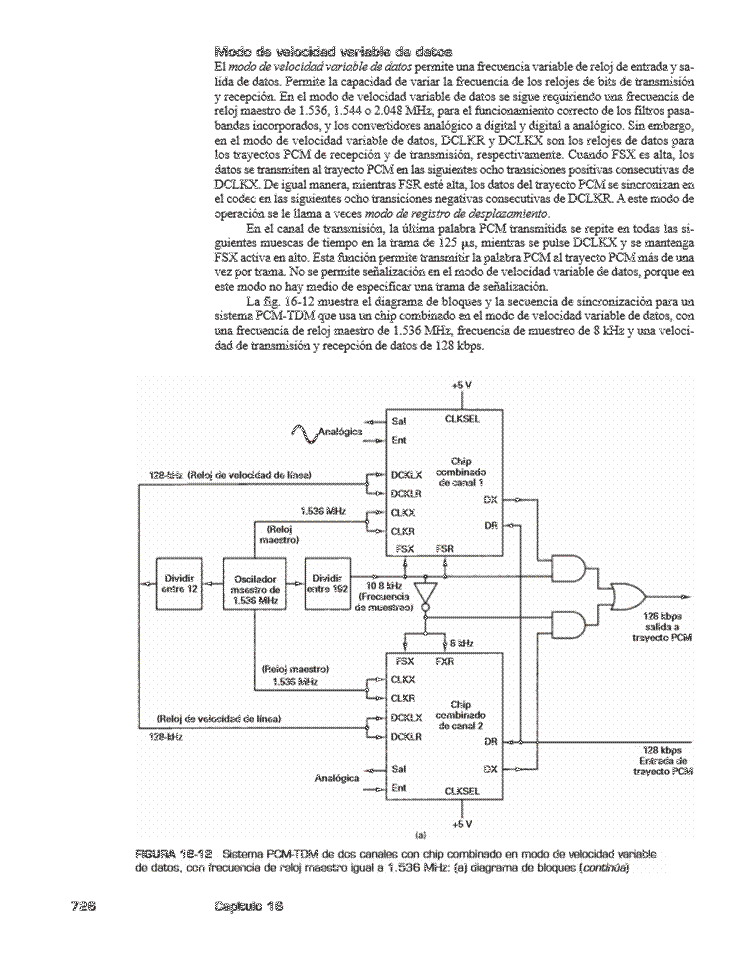 Modo de velocidad variable de datos
El modo de velocidad variable de datos permite una frecuencia variable de reloj de entrada y sa-
lida de datos. Permite la capacidad de variar la frecuencia de los relojes de bits de transmisión
y recepción. En el modo de velocidad variable de datos se sigue requiriendo una frecuencia de
reloj maestro de 1.536, 1.544 o 2.048 MHz, para el funcionamiento correcto de los filtros pasa-
bandas incorporados, y los convertidores analógico a digital y digital a analógico. Sin embargo,
en el modo de velocidad variable de datos, DCLKR y DCLKX son los relojes de datos para
los trayectos PCM de recepción y de transmisión, respectivamente. Cuando FSX es alta, los
datos se transmiten al trayecto PCM en las siguientes ocho transiciones positivas consecutivas de
DCLKX. De igual manera, mientras FSR esté alta, los datos del trayecto PCM se sincronizan en
el codec en las siguientes ocho transiciones negativas consecutivas de DCLKR. A este modo de
operación se le llama a veces modo de registro de desplazamiento.
En el canal de transmisión, la última palabra PCM transmitida se repite en todas las si-
guientes muescas de tiempo en la trama de 125 µs, mientras se pulse DCLKX y se mantenga
FSX activa en alto. Esta función permite transmitir la palabra PCM al trayecto PCM más de una
vez por trama. No se permite señalización en el modo de velocidad variable de datos, porque en
este modo no hay medio de especificar una trama de señalización.
La fig. 16-12 muestra el diagrama de bloques y la secuencia de sincronización para un
sistema PCM-TDM que usa un chip combinado en el modo de velocidad variable de datos, con
una frecuencia de reloj maestro de 1.536 MHz, frecuencia de muestreo de 8 kHz y una veloci-
dad de transmisión y recepción de datos de 128 kbps.
+5 V
Sal
CLKSEL
Analógica
Ent
Chip
combinado
de canal 1
128-kHz (Reloj de velocidad de línea)
DCKLX
DCKLR
DX
1.536 MHz
CLKX
(Reloj
maestro)
CLKR
DR
FSX
FSR
Dividir
entre 12
Oscilador
maestro de
1.536 MHz
Dividir
entre 192
10 8 kHz
(Frecuencia
de muestreo)
128 kbps
salida a
trayecto PCM
8 kHz
FSX
FXR
(Reloj maestro)
1.536 MHz
CLKX
CLKR
Chip
combinado
de canal 2
(Reloj de velocidad de línea)
128-kHz
DCKLX
DCKLR
DR
128 kbps
Entrada de
trayecto PCM
Sal
DX
Analógica
Ent
CLKSEL
+5 V
(a)
FIGURA 16-12 Sistema PCM-TDM de dos canales con chip combinado en modo de velocidad variable
de datos, con frecuencia de reloj maestro igual a 1.536 MHz: (a) diagrama de bloques (continúa)
726 Capítulo 16